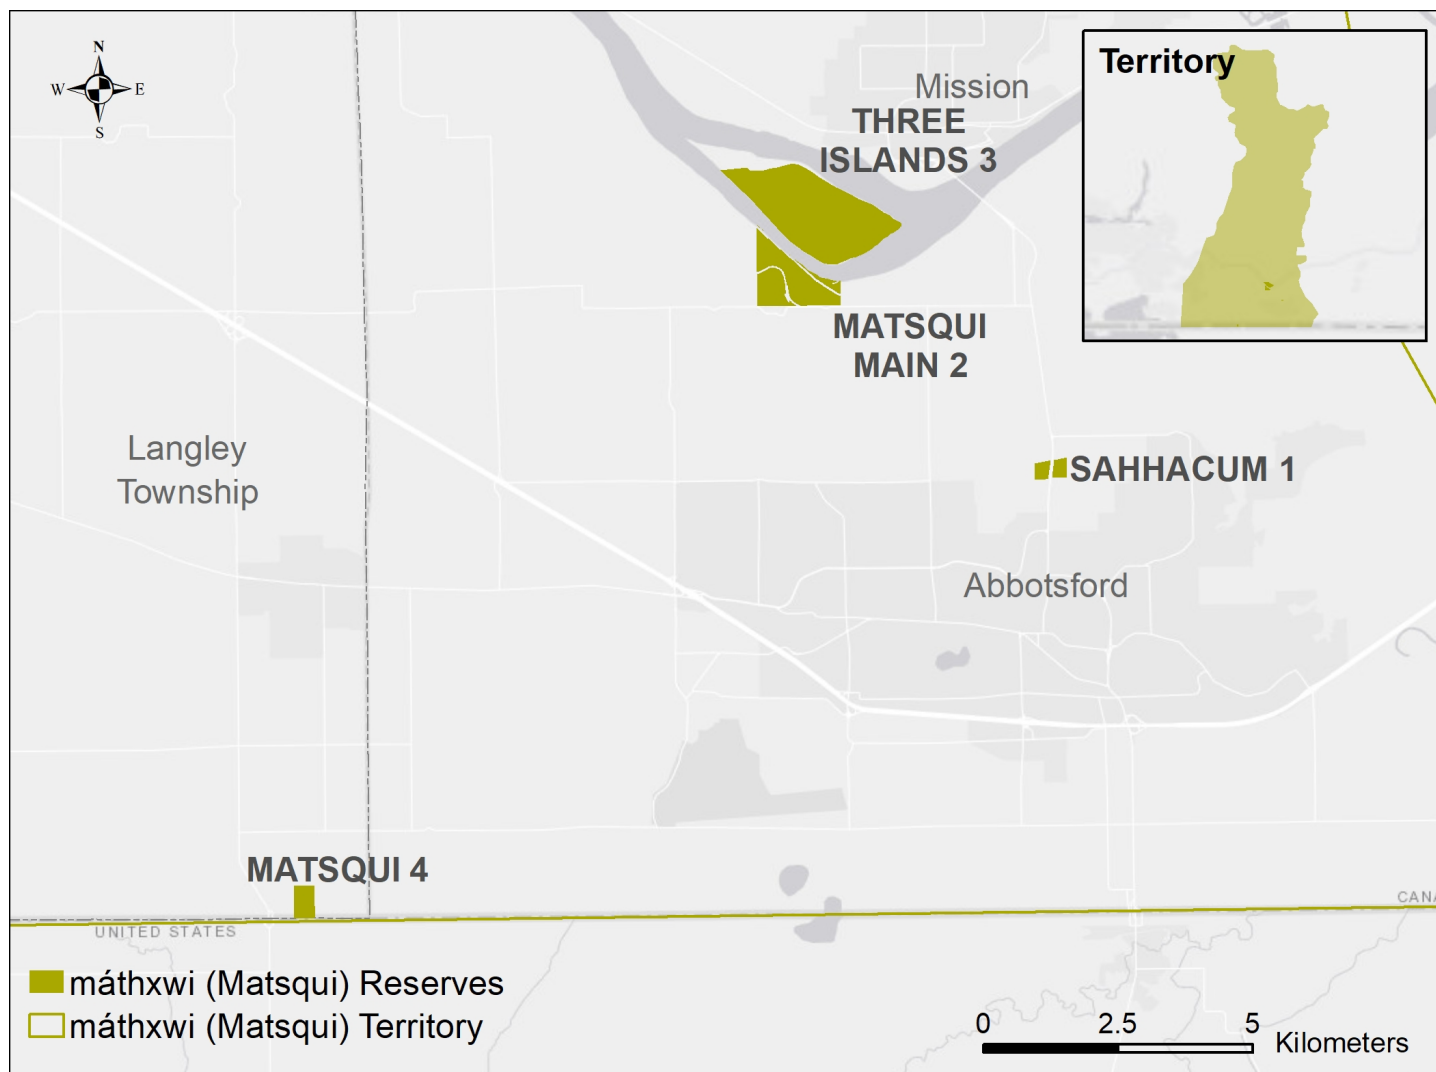 N
W
E
S
Mission
THREE
ISLANDS 3
Territory
MATSQUI
MAIN 2
Langley
Township
SAHHACUM 1
Abbotsford
MATSQUI 4
CANA
UNITED STATES
máthxwi (Matsqui) Reserves
máthxwi (Matsqui) Territory
0 2.5 5
Kilometers